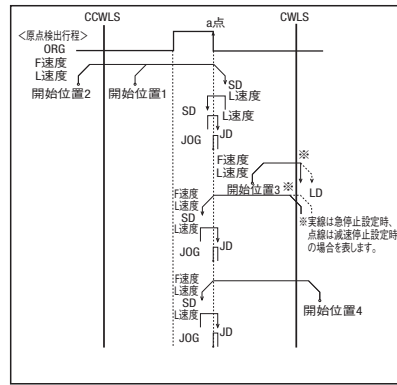 CCWLS
a点
CWLS
<原点検出行程>
ORG
F速度
L速度
SD
開始位置2
開始位置1
L速度
SD
L速度
JOG
JD
F速度
L速度
※
LD
開始位置3
※
F速度
L速度
SD
※実線は急停止設定時、
点線は減速停止設定時
の場合を表します。
L速度
JOG
JD
F速度
L速度
SD
開始位置4
L速度
JOG
JD